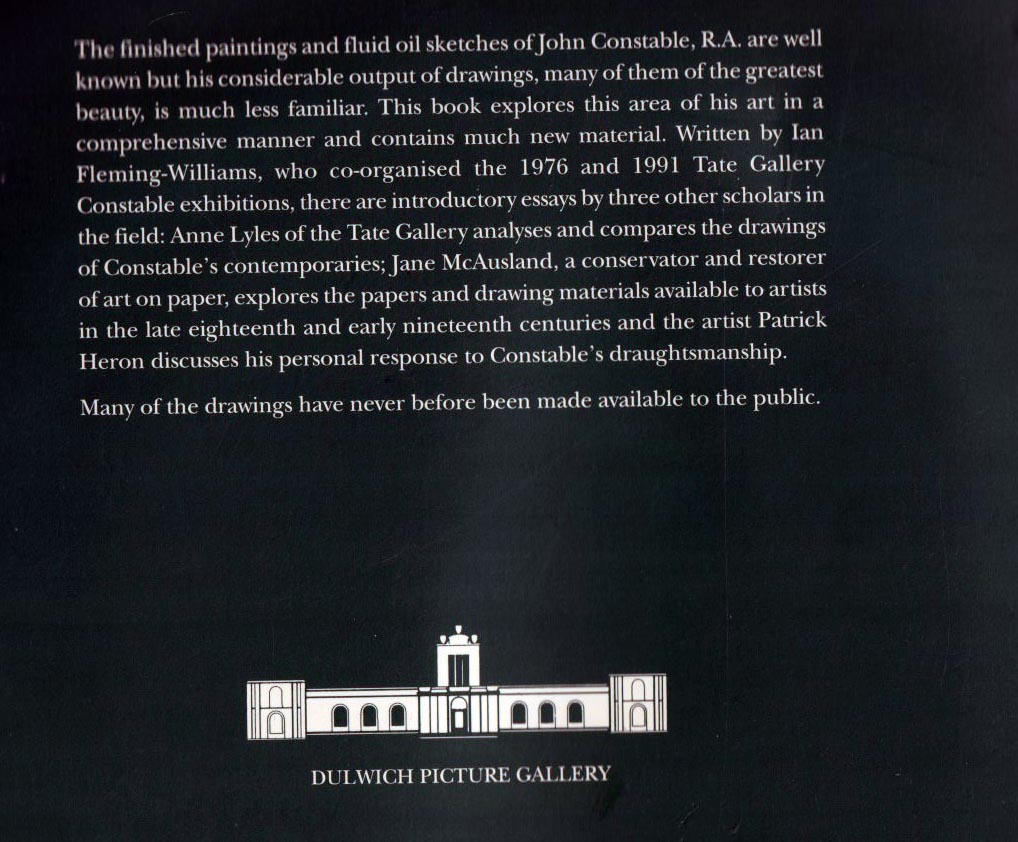 The finished paintings and fluid oil sketches of John Constable, R.A. are well
known but his considerable output of drawings, many of them of the greatest
beauty, is much less familiar. This book explores this area of his art in a
comprehensive manner and contains much new material. Written by Ian
Fleming-Williams, who co-organised the 1976 and 1991 Tate Gallery
Constable exhibitions, there are introductory essays by three other scholars in
the field: Anne Lyles of the Tate Gallery analyses and compares the drawings
of Constable's contemporaries; Jane McAusland, a conservator and restorer
of art on paper, explores the papers and drawing materials available to artists
in the late eighteenth and early nineteenth centuries and the artist Patrick
Heron discusses his personal response to Constable's draughtsmanship.
Many of the drawings have never before been made available to the public.
DULWICH PICTURE GALLERY